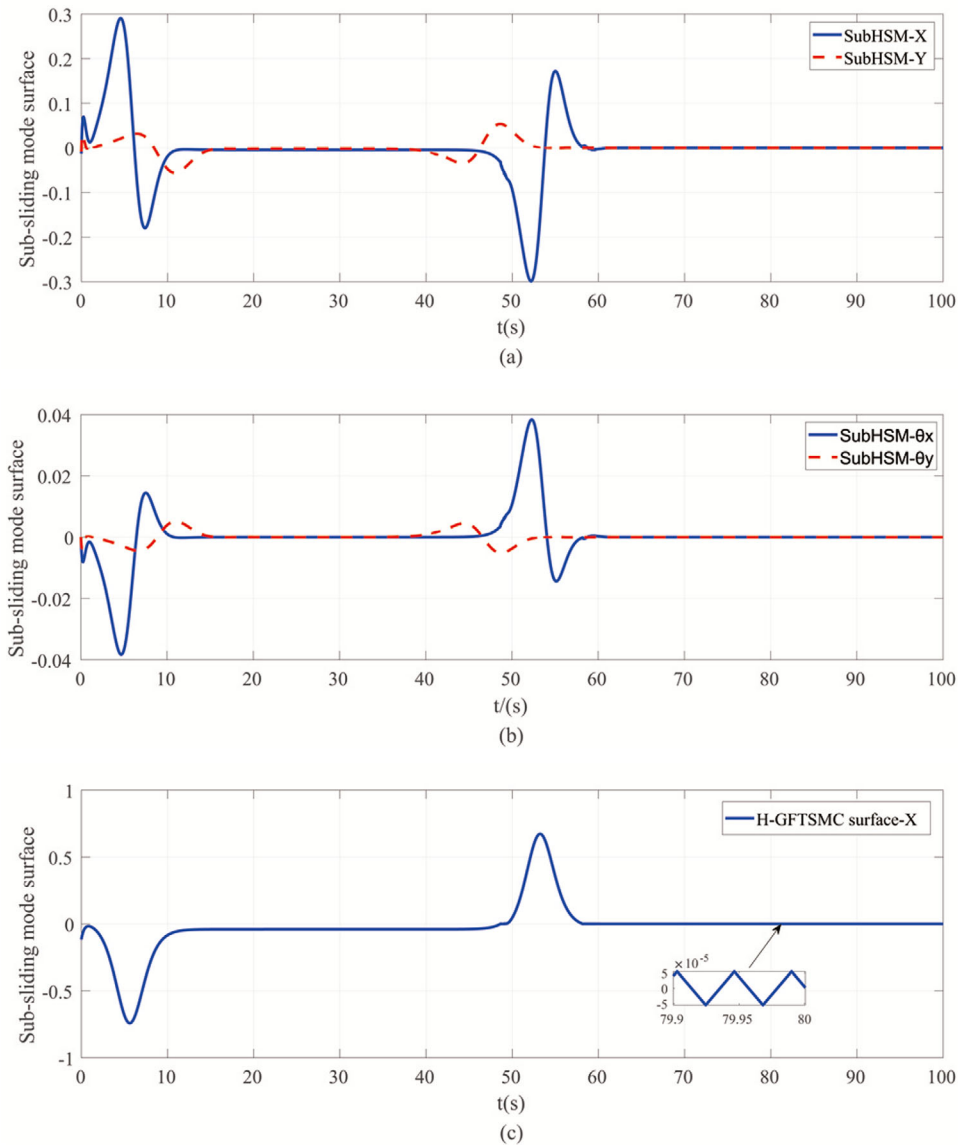 0.3
SubHSM-X
SubHSM-Y
0.2
0.1
0
-0.1
-0.2
-0.3
Sub-sliding mode surface
0 10 20 30 40 50 60 70 80 90 100
t(s)
(a)
0.04
SubHSM-θx
SubHSM-θy
0.02
0
-0.02
-0.04
Sub-sliding mode surface
0 10 20 30 40 50 60 70 80 90 100
t/(s)
(b)
1
H-GFTSMC surface-X
0.5
0
-0.5
-1
Sub-sliding mode surface
×10⁻⁵
5
0
-5
79.9 79.95 80
0 10 20 30 40 50 60 70 80 90 100
t(s)
(c)